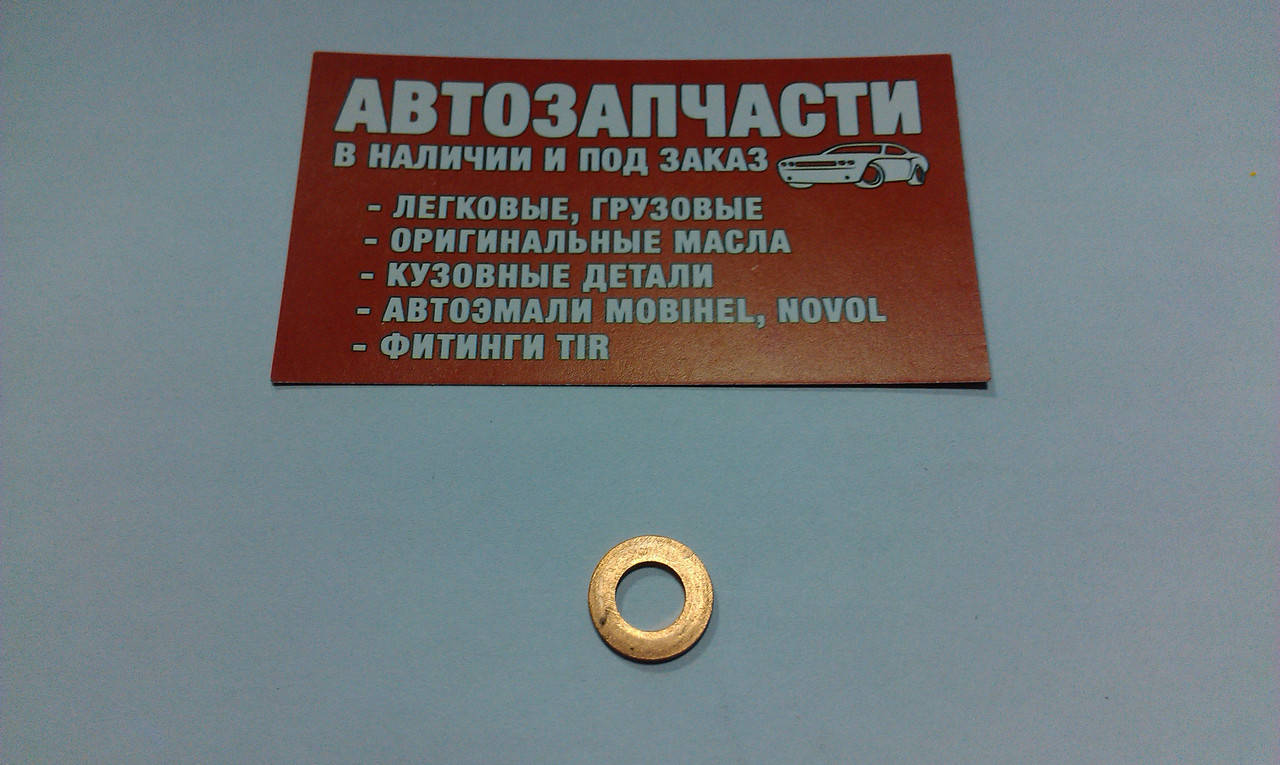 АВТОЗАПЧАСТИ
В НАЛИЧИИ И ПОД ЗАКАЗ
- ЛЕГКОВЫЕ, ГРУЗОВЫЕ
- ОРИГИНАЛЬНЫЕ МАСЛА
- КУЗОВНЫЕ ДЕТАЛИ
- АВТОЭМАЛИ MOBIHEL, NOVOL
- ФИТИНГИ TIR